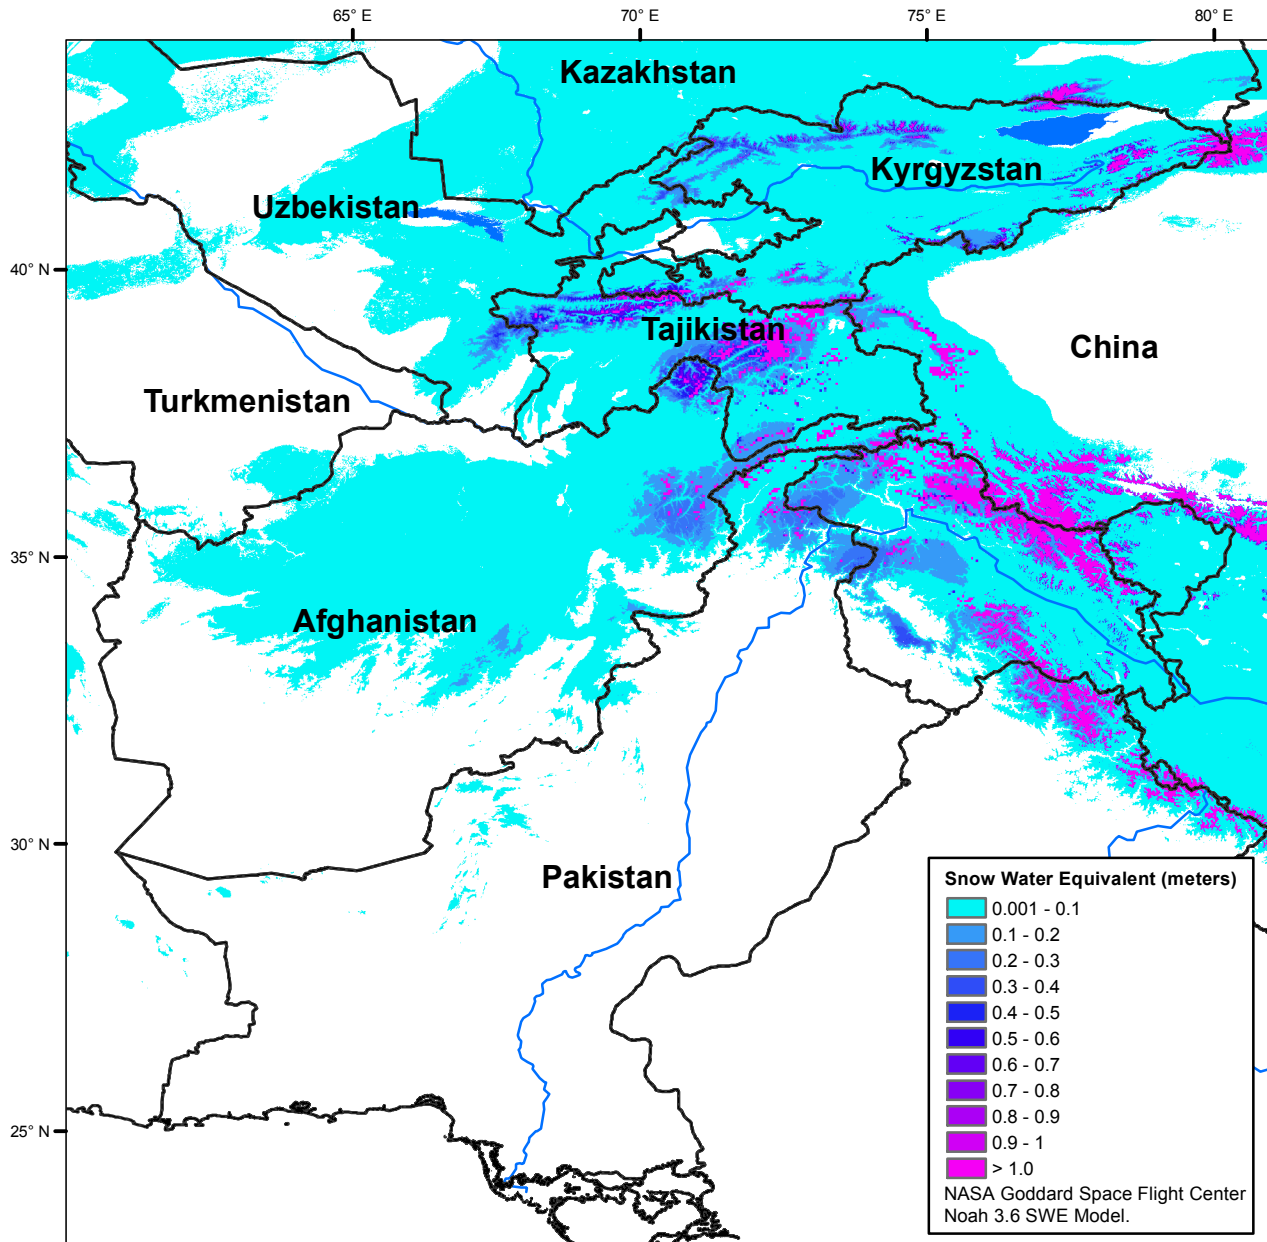 65° E
70° E
75° E
80° E
Kazakhstan
Kyrgyzstan
Uzbekistan
40° N
Tajikistan
China
Turkmenistan
35° N
Afghanistan
30° N
Pakistan
25° N
Snow Water Equivalent (meters)
0.001 - 0.1
0.1 - 0.2
0.2 - 0.3
0.3 - 0.4
0.4 - 0.5
0.5 - 0.6
0.6 - 0.7
0.7 - 0.8
0.8 - 0.9
0.9 - 1
> 1.0
NASA Goddard Space Flight Center
Noah 3.6 SWE Model.